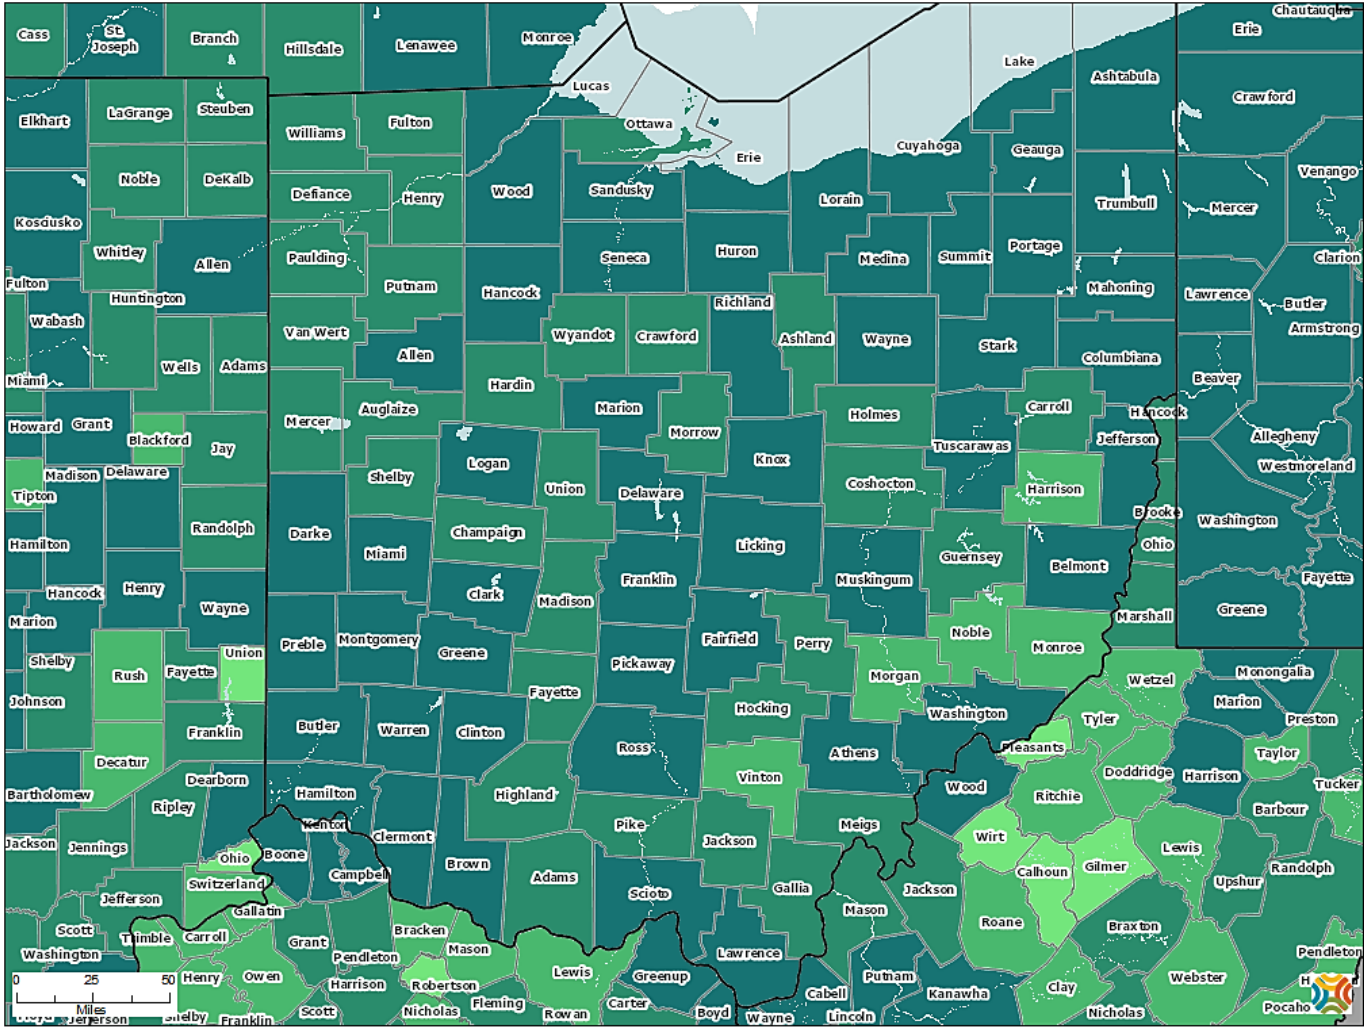 Chautauqua
Cass
St. Joseph
Branch
Hillsdale
Lenawee
Monroe
Erie
Lake
Ashtabula
Lucas
Crawford
Elkhart
LaGrange
Steuben
Williams
Fulton
Ottawa
Erie
Cuyahoga
Geauga
Venango
Noble
DeKalb
Defiance
Henry
Wood
Sandusky
Lorain
Trumbull
Mercer
Kosciusko
Whitley
Allen
Paulding
Putnam
Seneca
Huron
Medina
Summit
Portage
Clarion
Fulton
Huntington
Hancock
Richland
Mahoning
Lawrence
Butler
Wabash
Van Wert
Allen
Wyandot
Crawford
Ashland
Wayne
Stark
Columbiana
Armstrong
Miami
Wells
Adams
Hardin
Beaver
Howard
Grant
Blackford
Jay
Mercer
Auglaize
Marion
Morrow
Holmes
Carroll
Hancock
Jefferson
Allegheny
Madison
Delaware
Tipton
Shelby
Logan
Union
Delaware
Knox
Coshocton
Tuscarawas
Harrison
Westmoreland
Brooke
Washington
Randolph
Darke
Miami
Champaign
Licking
Guernsey
Ohio
Hamilton
Hancock
Henry
Wayne
Clark
Madison
Franklin
Muskingum
Belmont
Fayette
Marion
Greene
Marshall
Shelby
Rush
Fayette
Union
Preble
Montgomery
Greene
Pickaway
Fairfield
Perry
Noble
Monroe
Johnson
Franklin
Fayette
Hocking
Morgan
Washington
Wetzel
Monongalia
Marion
Preston
Decatur
Butler
Warren
Clinton
Ross
Vinton
Athens
Pleasants
Tyler
Taylor
Bartholomew
Dearborn
Ripley
Hamilton
Highland
Wood
Ritchie
Doddridge
Harrison
Tucker
Barbour
Jackson
Jennings
Kenton
Clermont
Pike
Jackson
Meigs
Wirt
Ohio
Boone
Campbell
Brown
Adams
Scioto
Gallia
Jackson
Calhoun
Gilmer
Lewis
Upshur
Randolph
Switzerland
Jefferson
Gallatin
Mason
Roane
Braxton
Scott
Washington
Trimble
Carroll
Grant
Pendleton
Bracken
Mason
Lawrence
Pendleton
Henry
Owen
Harrison
Robertson
Lewis
Greenup
Cabell
Putnam
Kanawha
Clay
Webster
0 25 50
Miles
Floyd
Jefferson
Shelby
Franklin
Scott
Nicholas
Fleming
Rowan
Carter
Boyd
Wayne
Lincoln
Nicholas